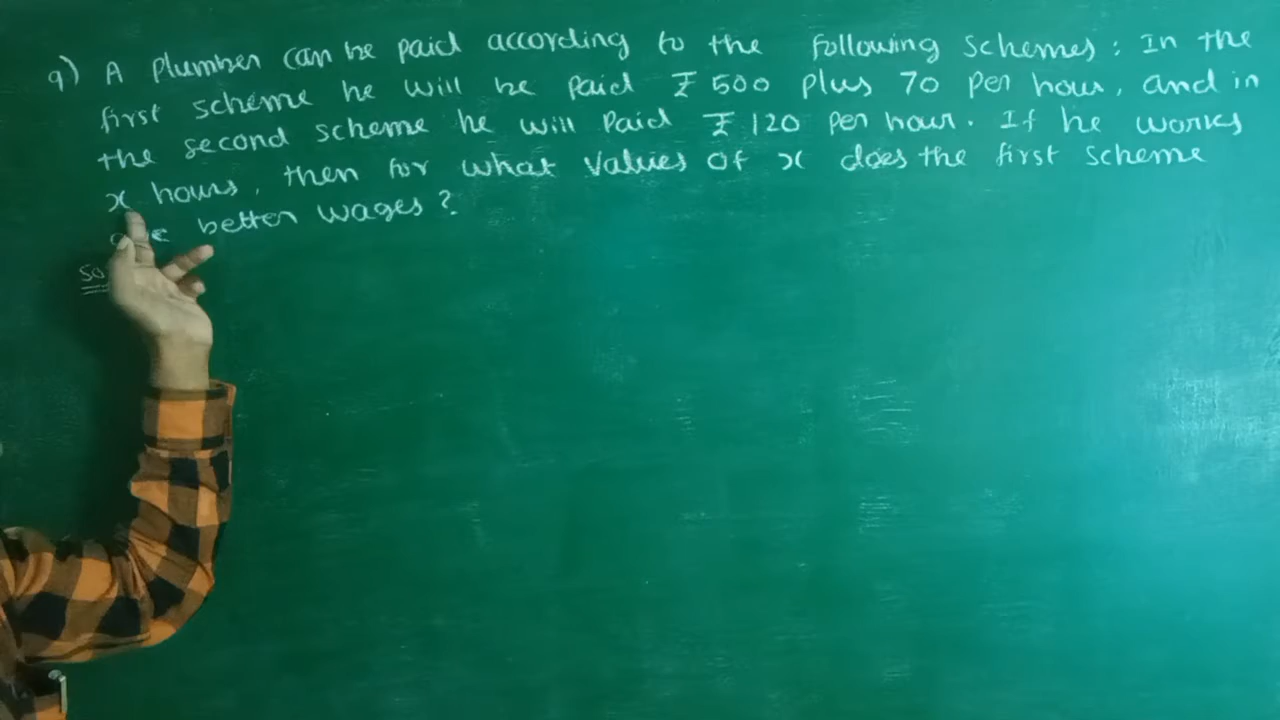 9) A Plumber can be paid according to the following schemes: In the
first scheme he will be paid ₹ 500 plus 70 per hour, and in
the second scheme he will Paid ₹ 120 per hour. If he works
x hours, then for what values of x does the first scheme
better wages?